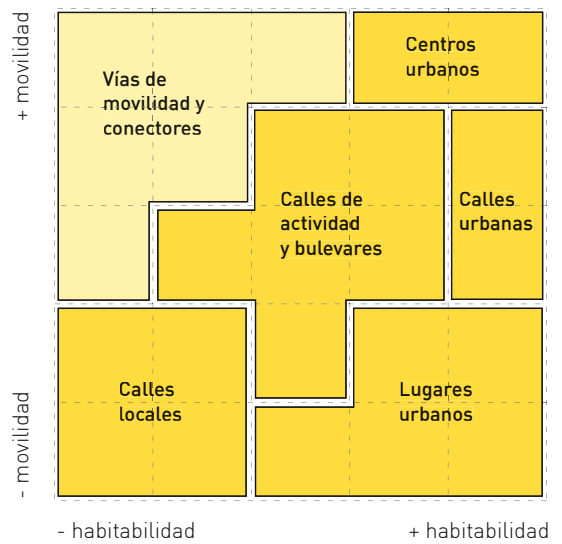 + movilidad
Centros
urbanos
Vías de
movilidad y
conectores
Calles de
actividad
y bulevares
Calles
urbanas
Calles
locales
Lugares
urbanos
- movilidad
- habitabilidad
+ habitabilidad